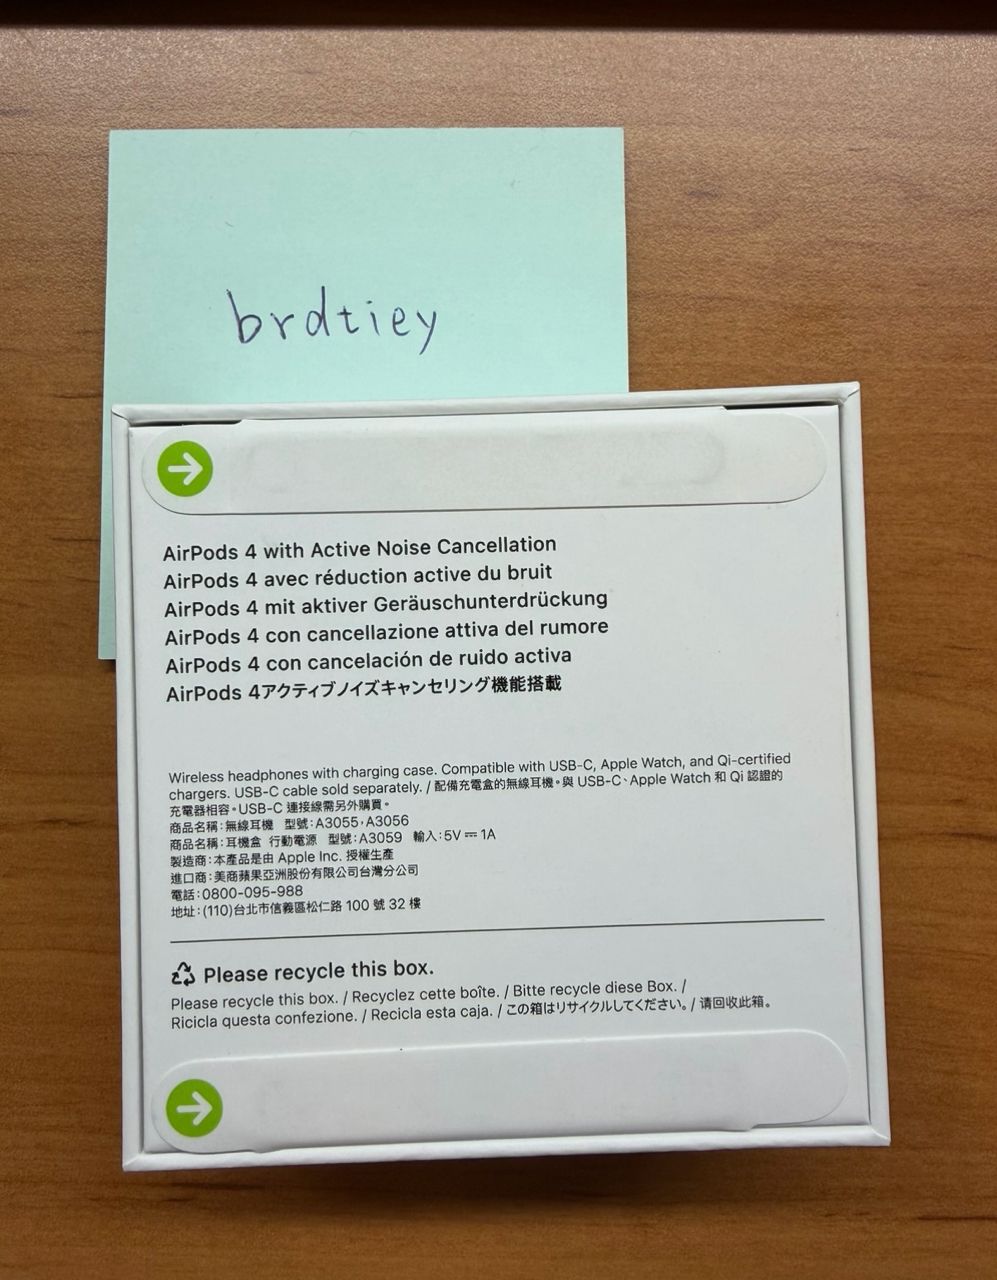 brdtiey
AirPods 4 with Active Noise Cancellation
AirPods 4 avec réduction active du bruit
AirPods 4 mit aktiver Geräuschunterdrückung
AirPods 4 con cancellazione attiva del rumore
AirPods 4 con cancelación de ruido activa
AirPods 4アクティブノイズキャンセリング機能搭載
Wireless headphones with charging case. Compatible with USB-C, Apple Watch, and Qi-certified
chargers. USB-C cable sold separately. / 配備充電盒的無線耳機。與 USB-C、Apple Watch 和 Qi 認證的
充電器相容。USB-C 連接線需另外購買。
商品名稱：無線耳機 型號：A3055，A3056
商品名稱：耳機盒 行動電源 型號：A3059 輸入：5V⎓1A
製造商：本產品是由 Apple Inc. 授權生產
進口商：美商蘋果亞洲股份有限公司台灣分公司
電話：0800-095-988
地址：(110)台北市信義區松仁路 100 號 32 樓
Please recycle this box.
Please recycle this box. / Recyclez cette boîte. / Bitte recycle diese Box. /
Ricicla questa confezione. / Recicla esta caja. / この箱はリサイクルしてください。/ 请回收此箱。